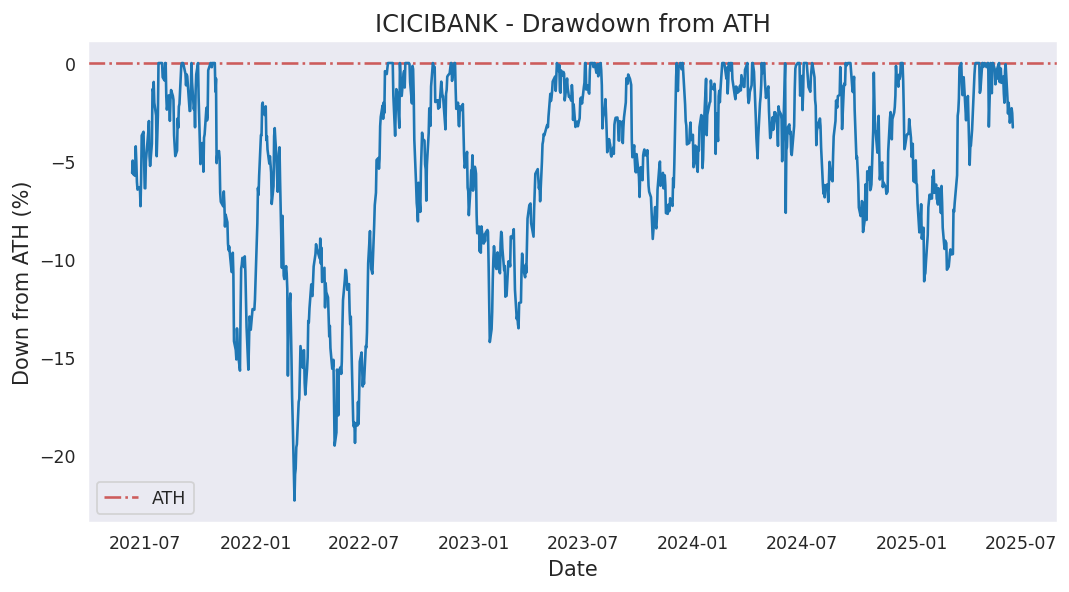 ICICIBANK - Drawdown from ATH
Down from ATH (%)
0
−5
−10
−15
−20
ATH
2021-07 2022-01 2022-07 2023-01 2023-07 2024-01 2024-07 2025-01 2025-07
Date